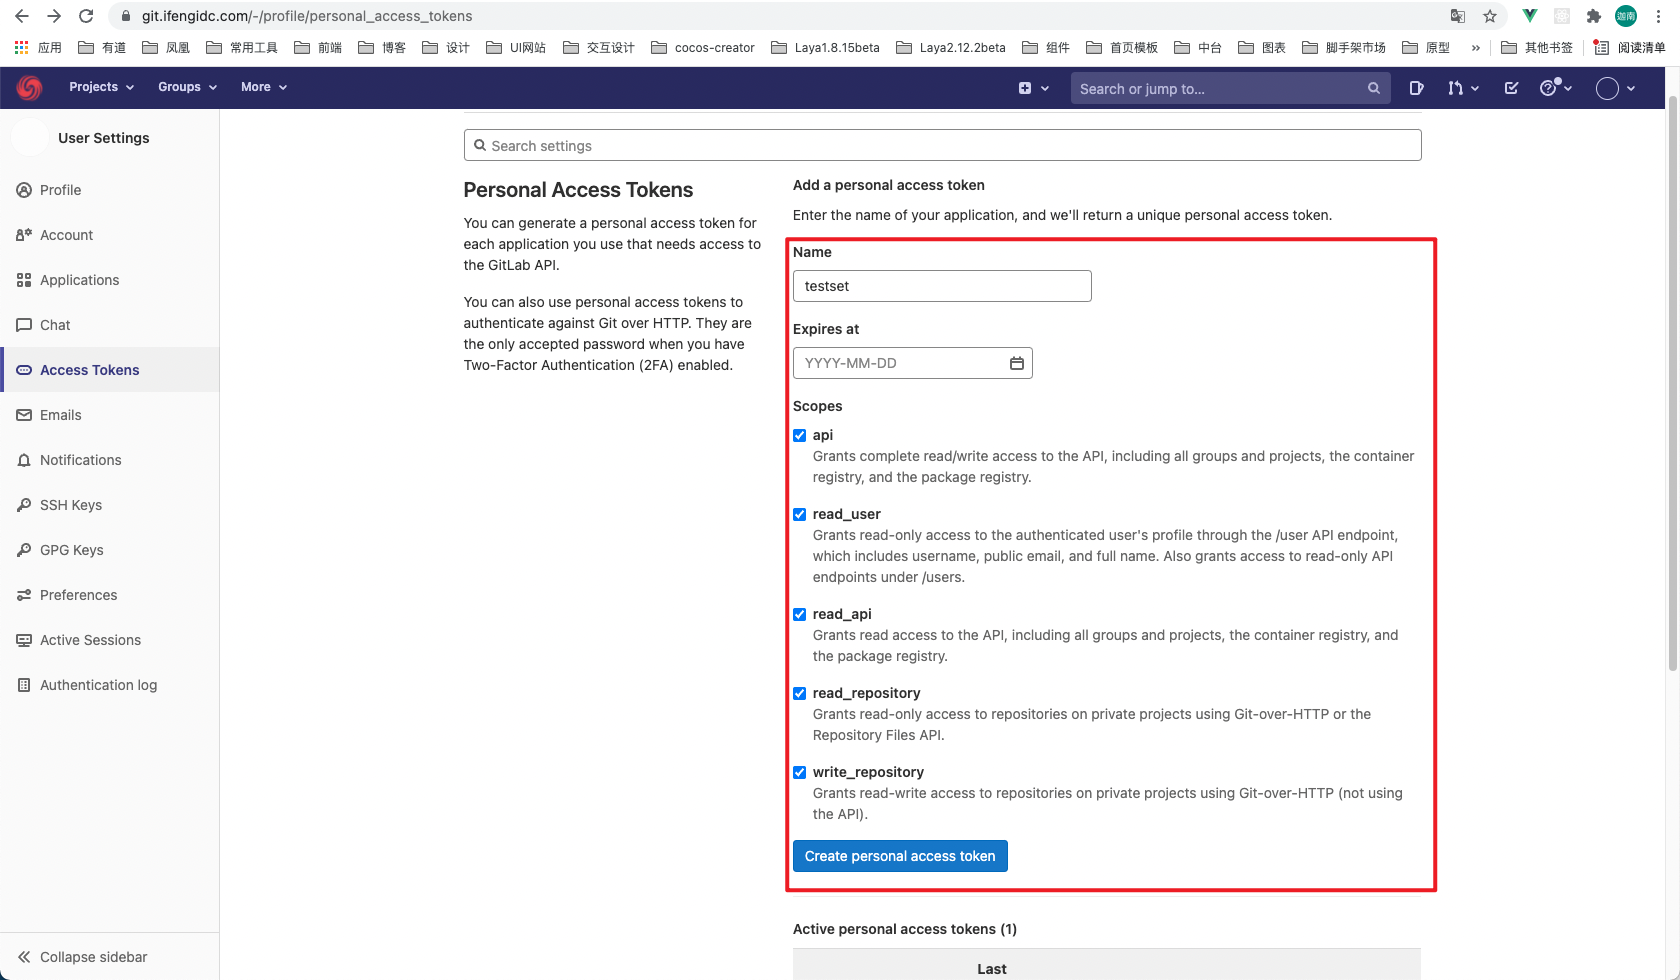 git.ifengidc.com/-/profile/personal_access_tokens
应用 有道 凤凰 常用工具 前端 博客 设计 UI网站 交互设计 cocos-creator Laya1.8.15beta Laya2.12.2beta 组件 首页模板 中台 图表 脚手架市场 原型 » 其他书签 阅读清单
Projects Groups More Search or jump to...
User Settings
Profile
Account
Applications
Chat
Access Tokens
Emails
Notifications
SSH Keys
GPG Keys
Preferences
Active Sessions
Authentication log
Collapse sidebar
Search settings
Personal Access Tokens
You can generate a personal access token for
each application you use that needs access to
the GitLab API.
You can also use personal access tokens to
authenticate against Git over HTTP. They are
the only accepted password when you have
Two-Factor Authentication (2FA) enabled.
Add a personal access token
Enter the name of your application, and we'll return a unique personal access token.
Name
testset
Expires at
YYYY-MM-DD
Scopes
api
Grants complete read/write access to the API, including all groups and projects, the container
registry, and the package registry.
read_user
Grants read-only access to the authenticated user's profile through the /user API endpoint,
which includes username, public email, and full name. Also grants access to read-only API
endpoints under /users.
read_api
Grants read access to the API, including all groups and projects, the container registry, and
the package registry.
read_repository
Grants read-only access to repositories on private projects using Git-over-HTTP or the
Repository Files API.
write_repository
Grants read-write access to repositories on private projects using Git-over-HTTP (not using
the API).
Create personal access token
Active personal access tokens (1)
Last